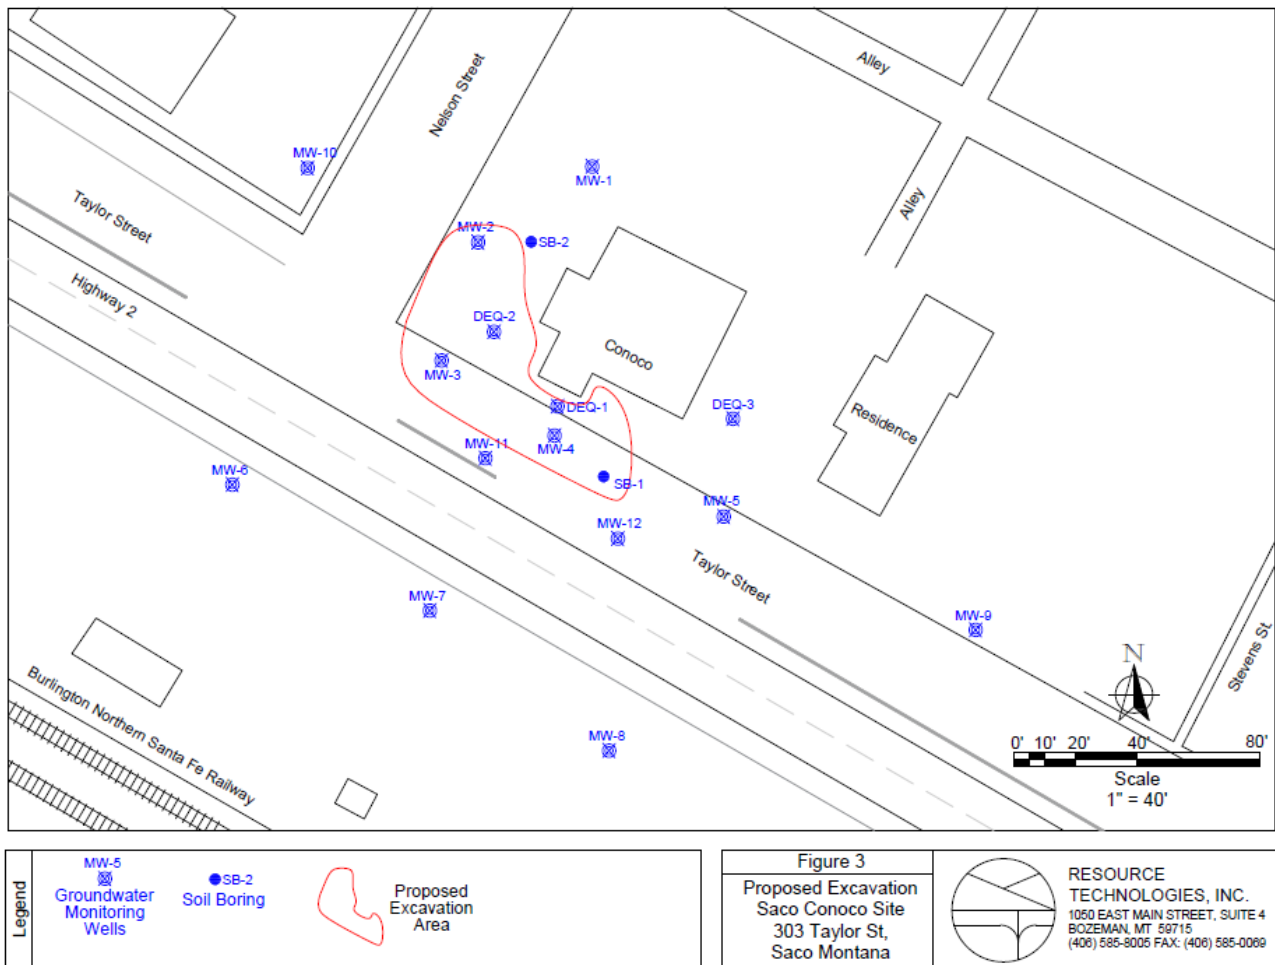 Alley
Nelson Street
MW-10
MW-1
Taylor Street
Alley
MW-2
SB-2
Highway 2
DEQ-2
Conoco
MW-3
DEQ-1
DEQ-3
Residence
MW-4
MW-11
MW-6
SB-1
MW-5
MW-12
Taylor Street
MW-7
MW-9
N
Stevens St.
Burlington Northern Santa Fe Railway
MW-8
0' 10' 20' 40' 80'
Scale
1" = 40'
Legend
MW-5
Groundwater
Monitoring
Wells
SB-2
Soil Boring
Proposed
Excavation
Area
Figure 3
Proposed Excavation
Saco Conoco Site
303 Taylor St,
Saco Montana
RESOURCE
TECHNOLOGIES, INC.
1050 EAST MAIN STREET, SUITE 4
BOZEMAN, MT 59715
(406) 585-8005 FAX: (406) 585-0069